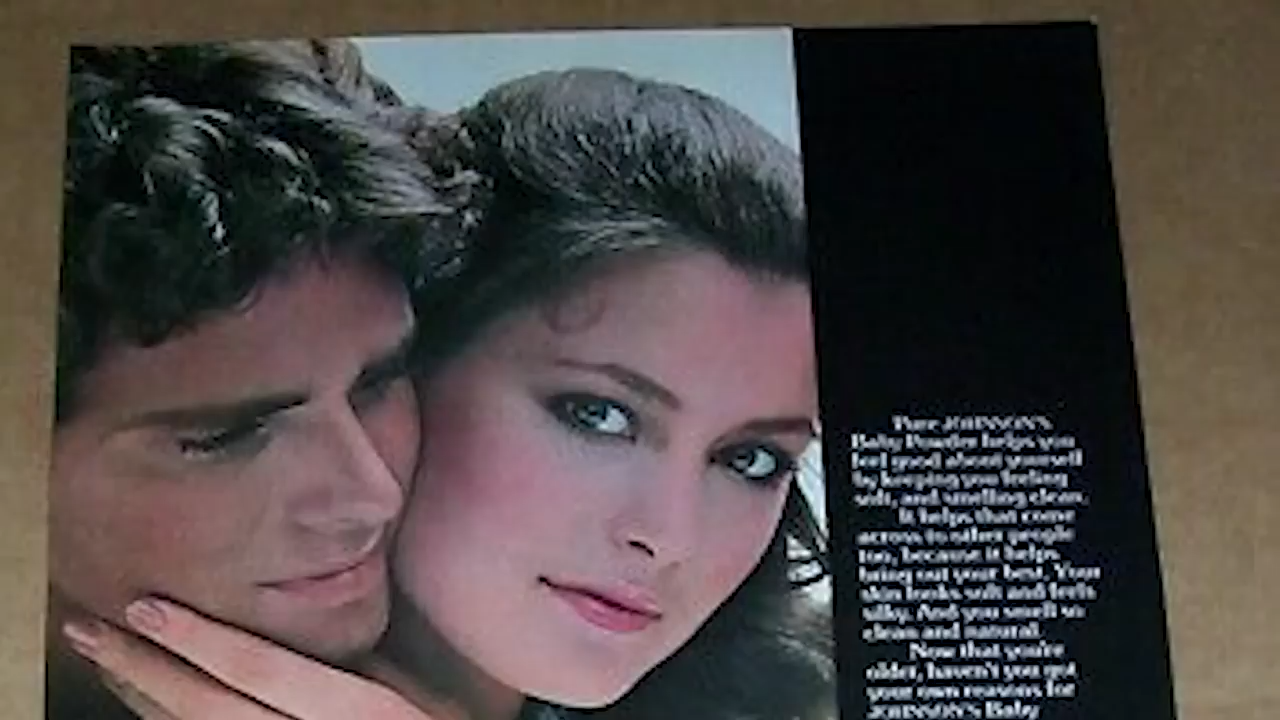 Pure JOHNSON'S
Baby Powder helps you
feel good about yourself
by keeping you feeling
soft, and smelling clean.
It helps that come
across to other people
too, because it helps
bring out your best. Your
skin looks soft and feels
silky. And you smell so
clean and natural.
Now that you're
older, haven't you got
your own reasons for
JOHNSON'S Baby